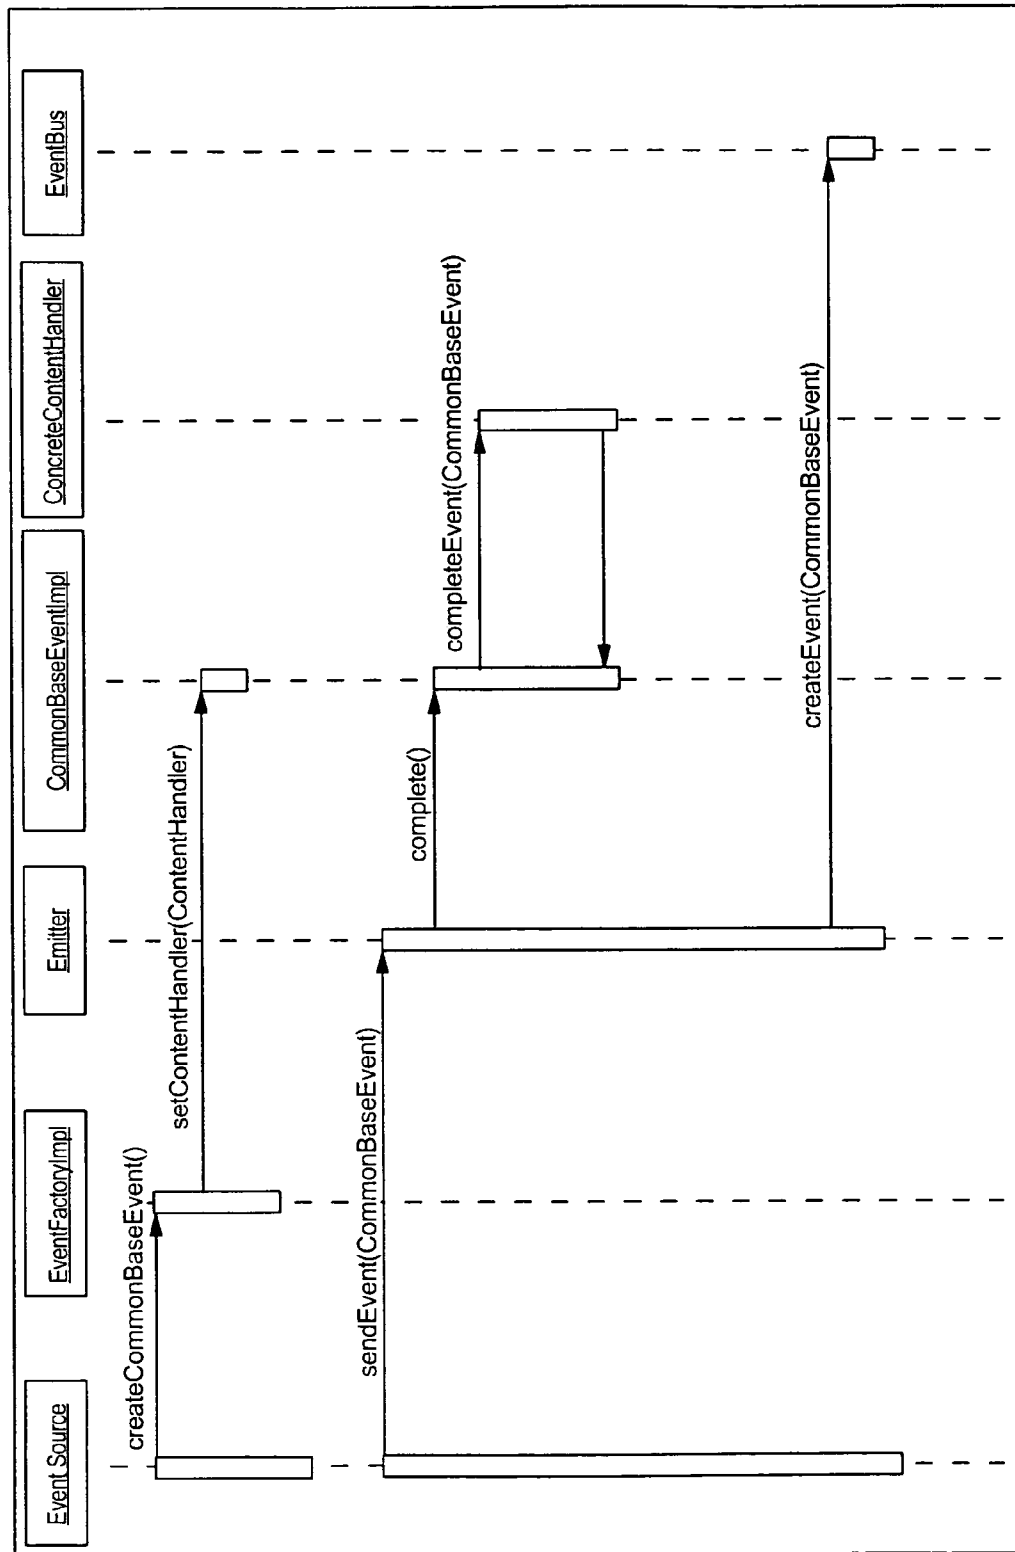 Event Source
EventFactoryImpl
Emitter
CommonBaseEventImpl
ConcreteContentHandler
EventBus
createCommonBaseEvent()
setContentHandler(ContentHandler)
sendEvent(CommonBaseEvent)
complete()
completeEvent(CommonBaseEvent)
createEvent(CommonBaseEvent)